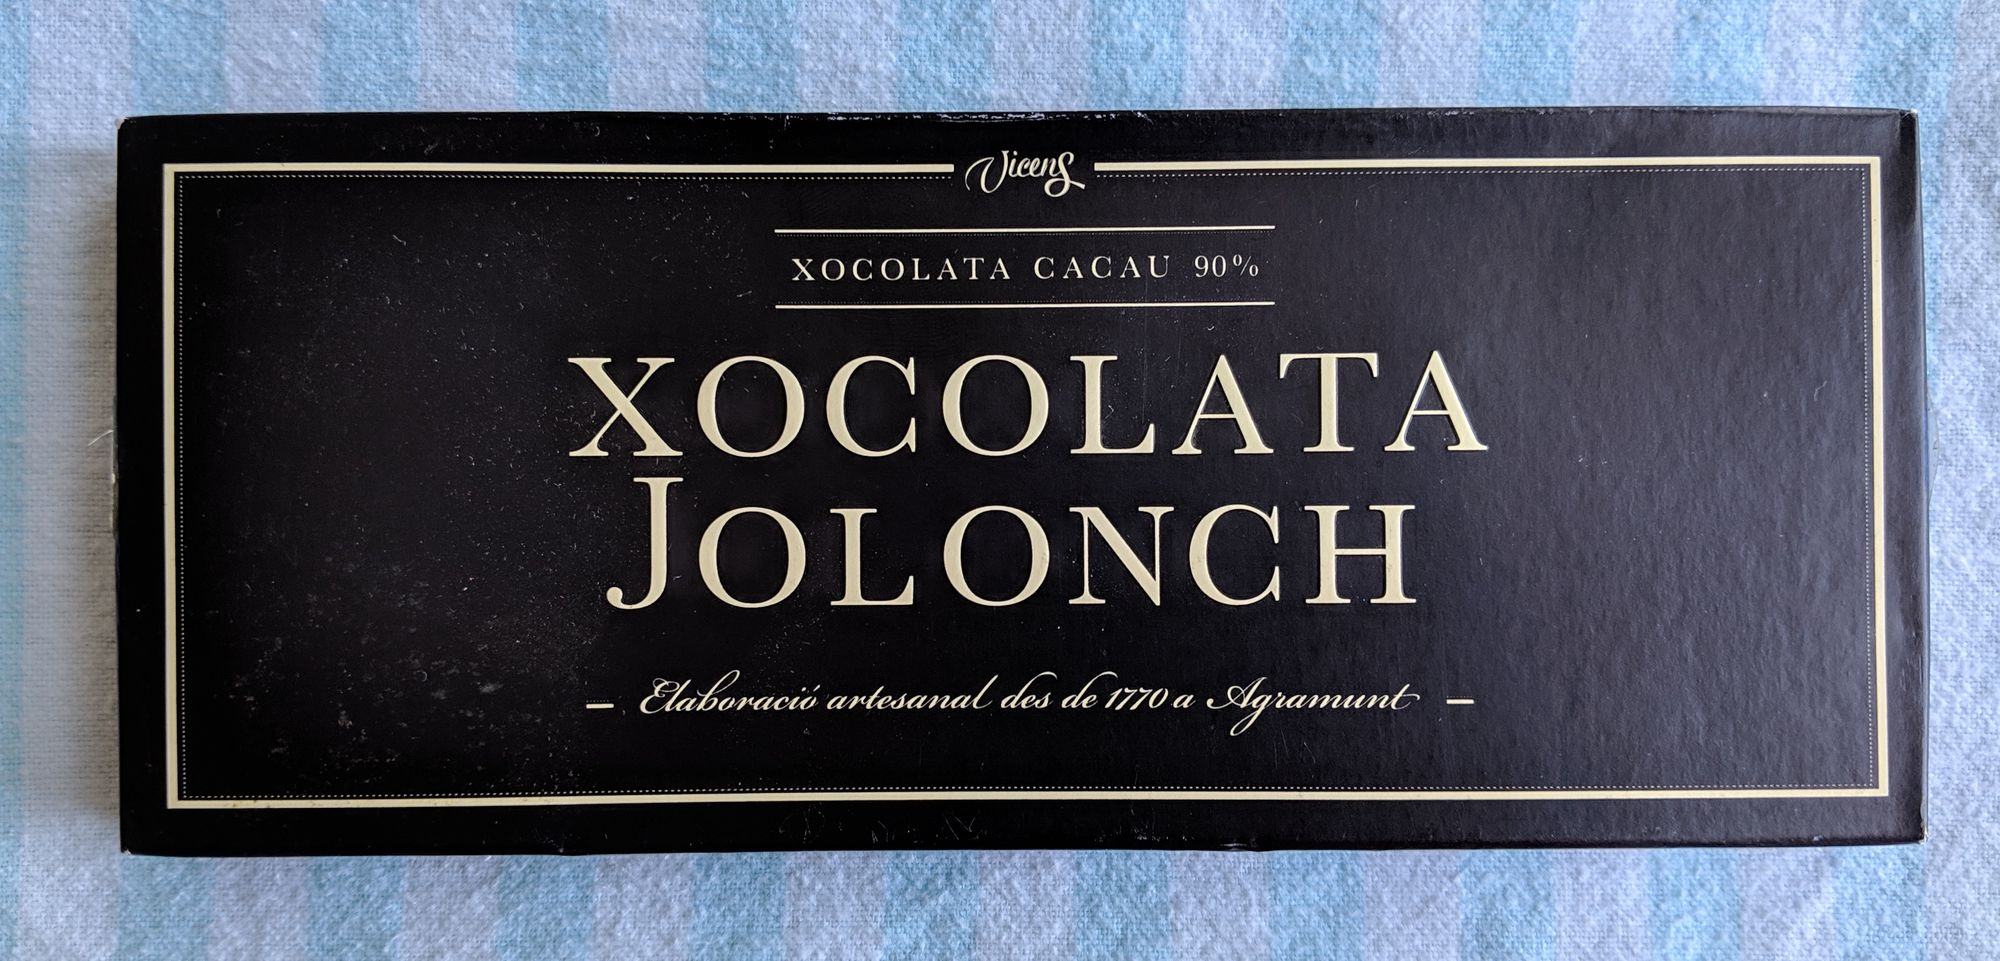 Vicens
XOCOLATA CACAU 90%
XOCOLATA
JOLONCH
– Elaboració artesanal des de 1770 a Agramunt –